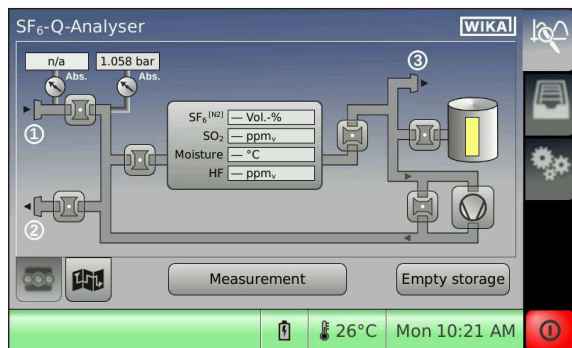 SF₆-Q-Analyser
WIKA
n/a
1.058 bar
Abs.
Abs.
③
①
SF₆ [N2] — Vol.-%
SO₂ — ppmᵥ
Moisture — °C
HF — ppmᵥ
②
Measurement
Empty storage
26°C
Mon 10:21 AM